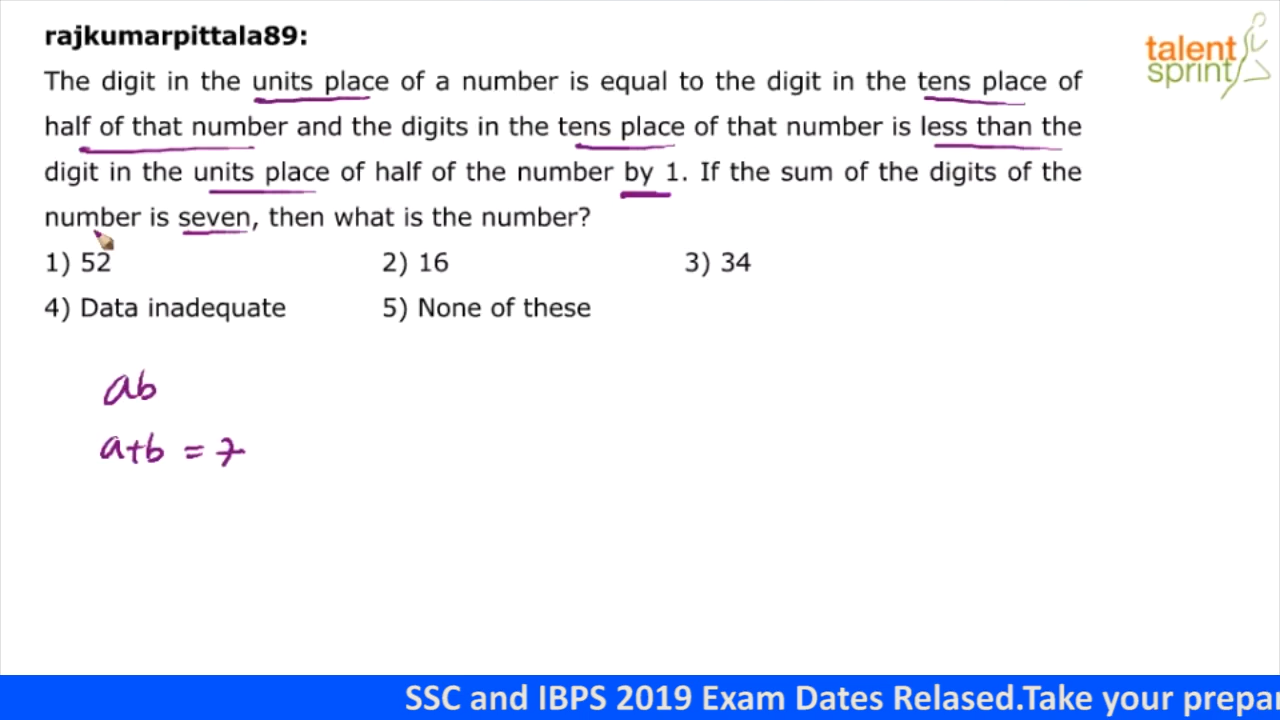 rajkumarpittala89:
talent
sprint
The digit in the units place of a number is equal to the digit in the tens place of
half of that number and the digits in the tens place of that number is less than the
digit in the units place of half of the number by 1. If the sum of the digits of the
number is seven, then what is the number?
1) 52 2) 16 3) 34
4) Data inadequate 5) None of these
ab
a+b = 7
SSC and IBPS 2019 Exam Dates Relased.Take your prepa